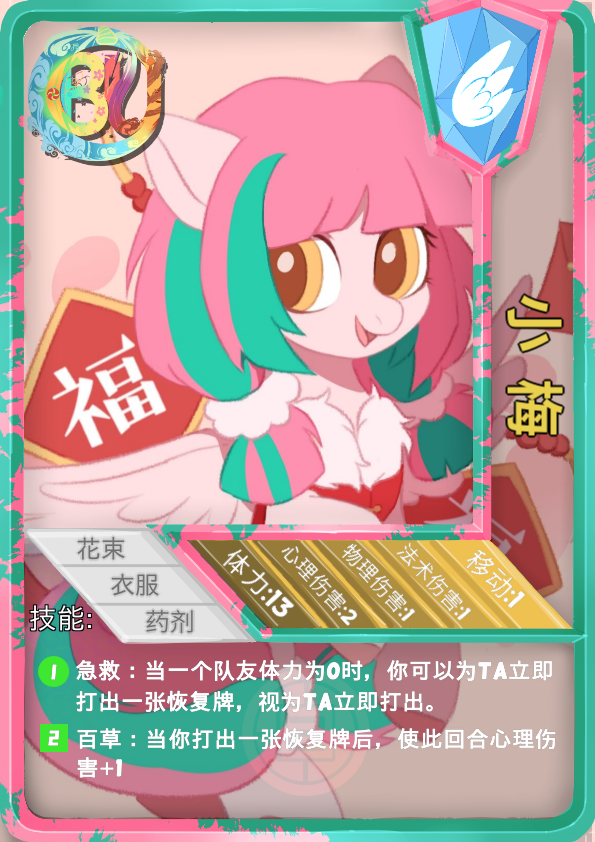 小梅
福
花束
衣服
药剂
体力:13
心理伤害:2
物理伤害:1
法术伤害:1
移动:1
技能:
1 急救：当一个队友体力为0时，你可以为TA立即
打出一张恢复牌，视为TA立即打出。
2 百草：当你打出一张恢复牌后，使此回合心理伤
害+1